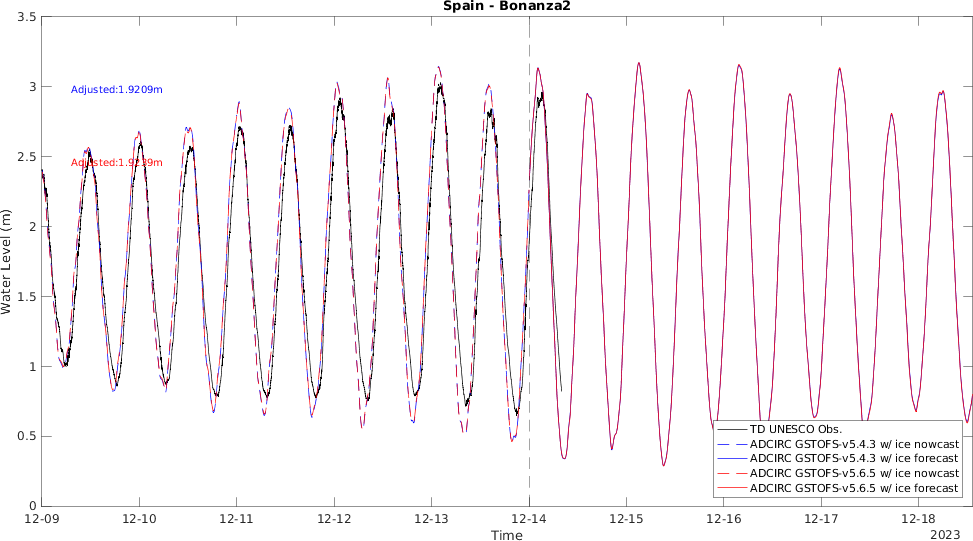 Spain - Bonanza2
3.5
3
2.5
2
1.5
1
0.5
0
Water Level (m)
Adjusted:1.9209m
Adjusted:1.9239m
TD UNESCO Obs.
ADCIRC GSTOFS-v5.4.3 w/ ice nowcast
ADCIRC GSTOFS-v5.4.3 w/ ice forecast
ADCIRC GSTOFS-v5.6.5 w/ ice nowcast
ADCIRC GSTOFS-v5.6.5 w/ ice forecast
12-09 12-10 12-11 12-12 12-13 12-14 12-15 12-16 12-17 12-18
Time
2023